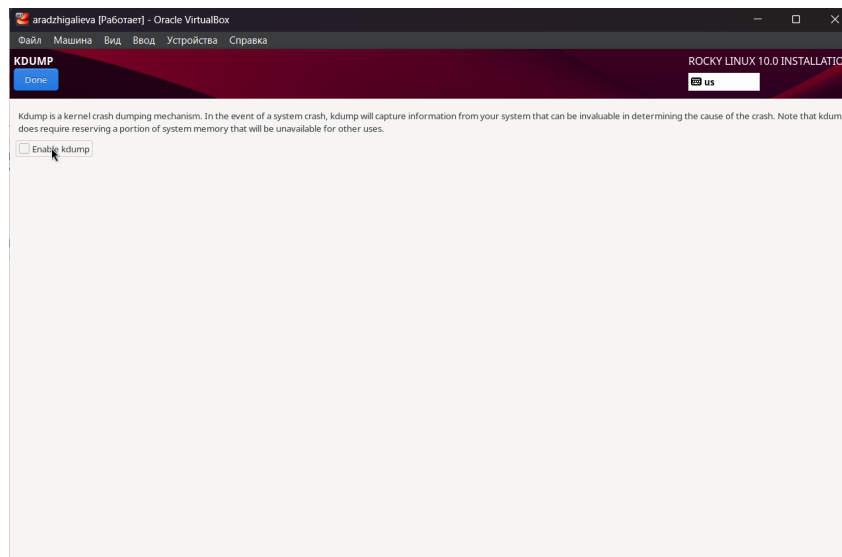 aradzhigalieva [Работает] - Oracle VirtualBox
Файл Машина Вид Ввод Устройства Справка
KDUMP
ROCKY LINUX 10.0 INSTALLATIO
Done
us
Kdump is a kernel crash dumping mechanism. In the event of a system crash, kdump will capture information from your system that can be invaluable in determining the cause of the crash. Note that kdum
does require reserving a portion of system memory that will be unavailable for other uses.
Enable kdump